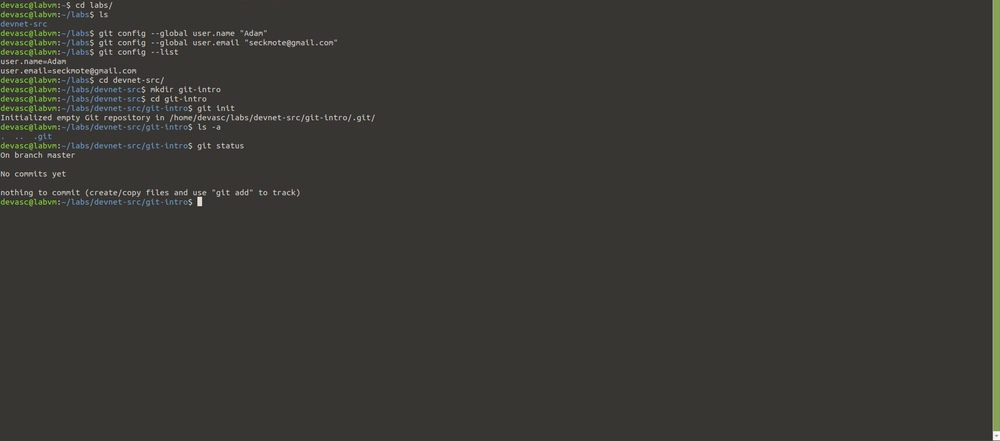 devasc@labvm:~$ cd labs/
devasc@labvm:~/labs$ ls
devnet-src
devasc@labvm:~/labs$ git config --global user.name "Adam"
devasc@labvm:~/labs$ git config --global user.email "seckmote@gmail.com"
devasc@labvm:~/labs$ git config --list
user.name=Adam
user.email=seckmote@gmail.com
devasc@labvm:~/labs$ cd devnet-src/
devasc@labvm:~/labs/devnet-src$ mkdir git-intro
devasc@labvm:~/labs/devnet-src$ cd git-intro
devasc@labvm:~/labs/devnet-src/git-intro$ git init
Initialized empty Git repository in /home/devasc/labs/devnet-src/git-intro/.git/
devasc@labvm:~/labs/devnet-src/git-intro$ ls -a
.  ..  .git
devasc@labvm:~/labs/devnet-src/git-intro$ git status
On branch master
No commits yet
nothing to commit (create/copy files and use "git add" to track)
devasc@labvm:~/labs/devnet-src/git-intro$